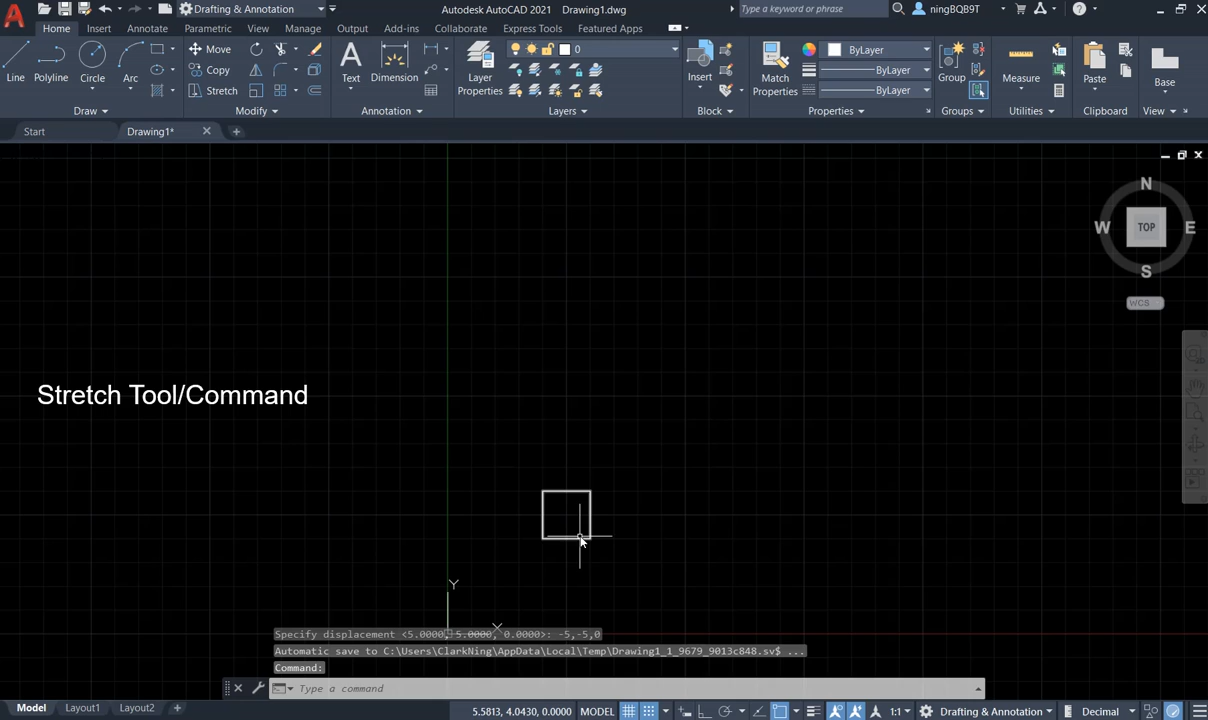 Drafting & Annotation
Autodesk AutoCAD 2021 Drawing1.dwg
Type a keyword or phrase
ningBQB9T
Home Insert Annotate Parametric View Manage Output Add-ins Collaborate Express Tools Featured Apps
Line Polyline Circle Arc
Move
Copy
Stretch
Text Dimension
Layer
Properties
0
Insert
Match
Properties
ByLayer
ByLayer
ByLayer
Group
Measure
Paste
Base
Draw Modify Annotation Layers Block Properties Groups Utilities Clipboard View
Start Drawing1*
N
W TOP E
S
WCS
Stretch Tool/Command
Y
X
Specify displacement <5.0000, 5.0000, 0.0000>: -5,-5,0
Automatic save to C:\Users\ClarkNing\AppData\Local\Temp\Drawing1_1_9679_9013c848.sv$ ...
Command:
Type a command
Model Layout1 Layout2
5.5813, 4.0430, 0.0000 MODEL 1:1 Drafting & Annotation Decimal